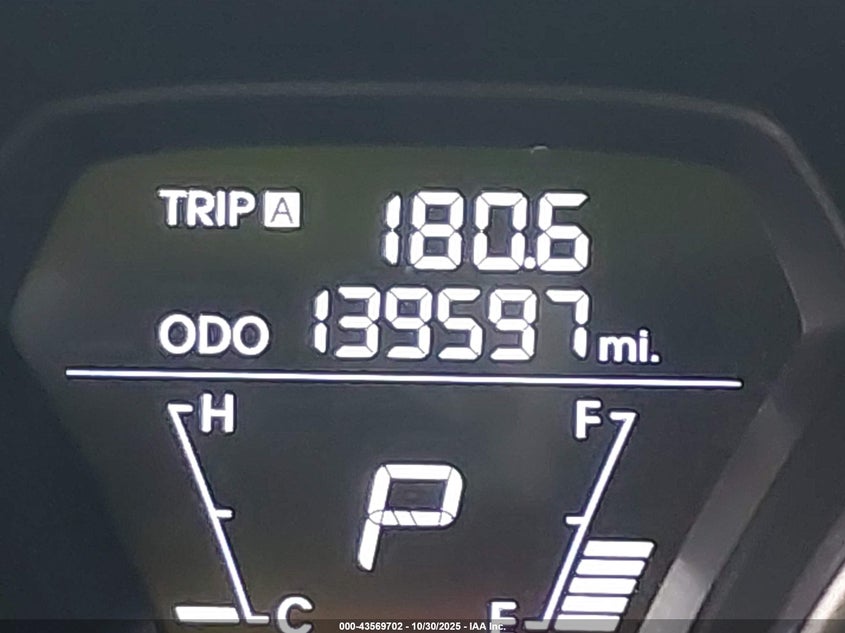 TRIP A 180.6
ODO 139597 mi.
H F
P
C E
000-43569702 - 10/30/2025 - IAA Inc.